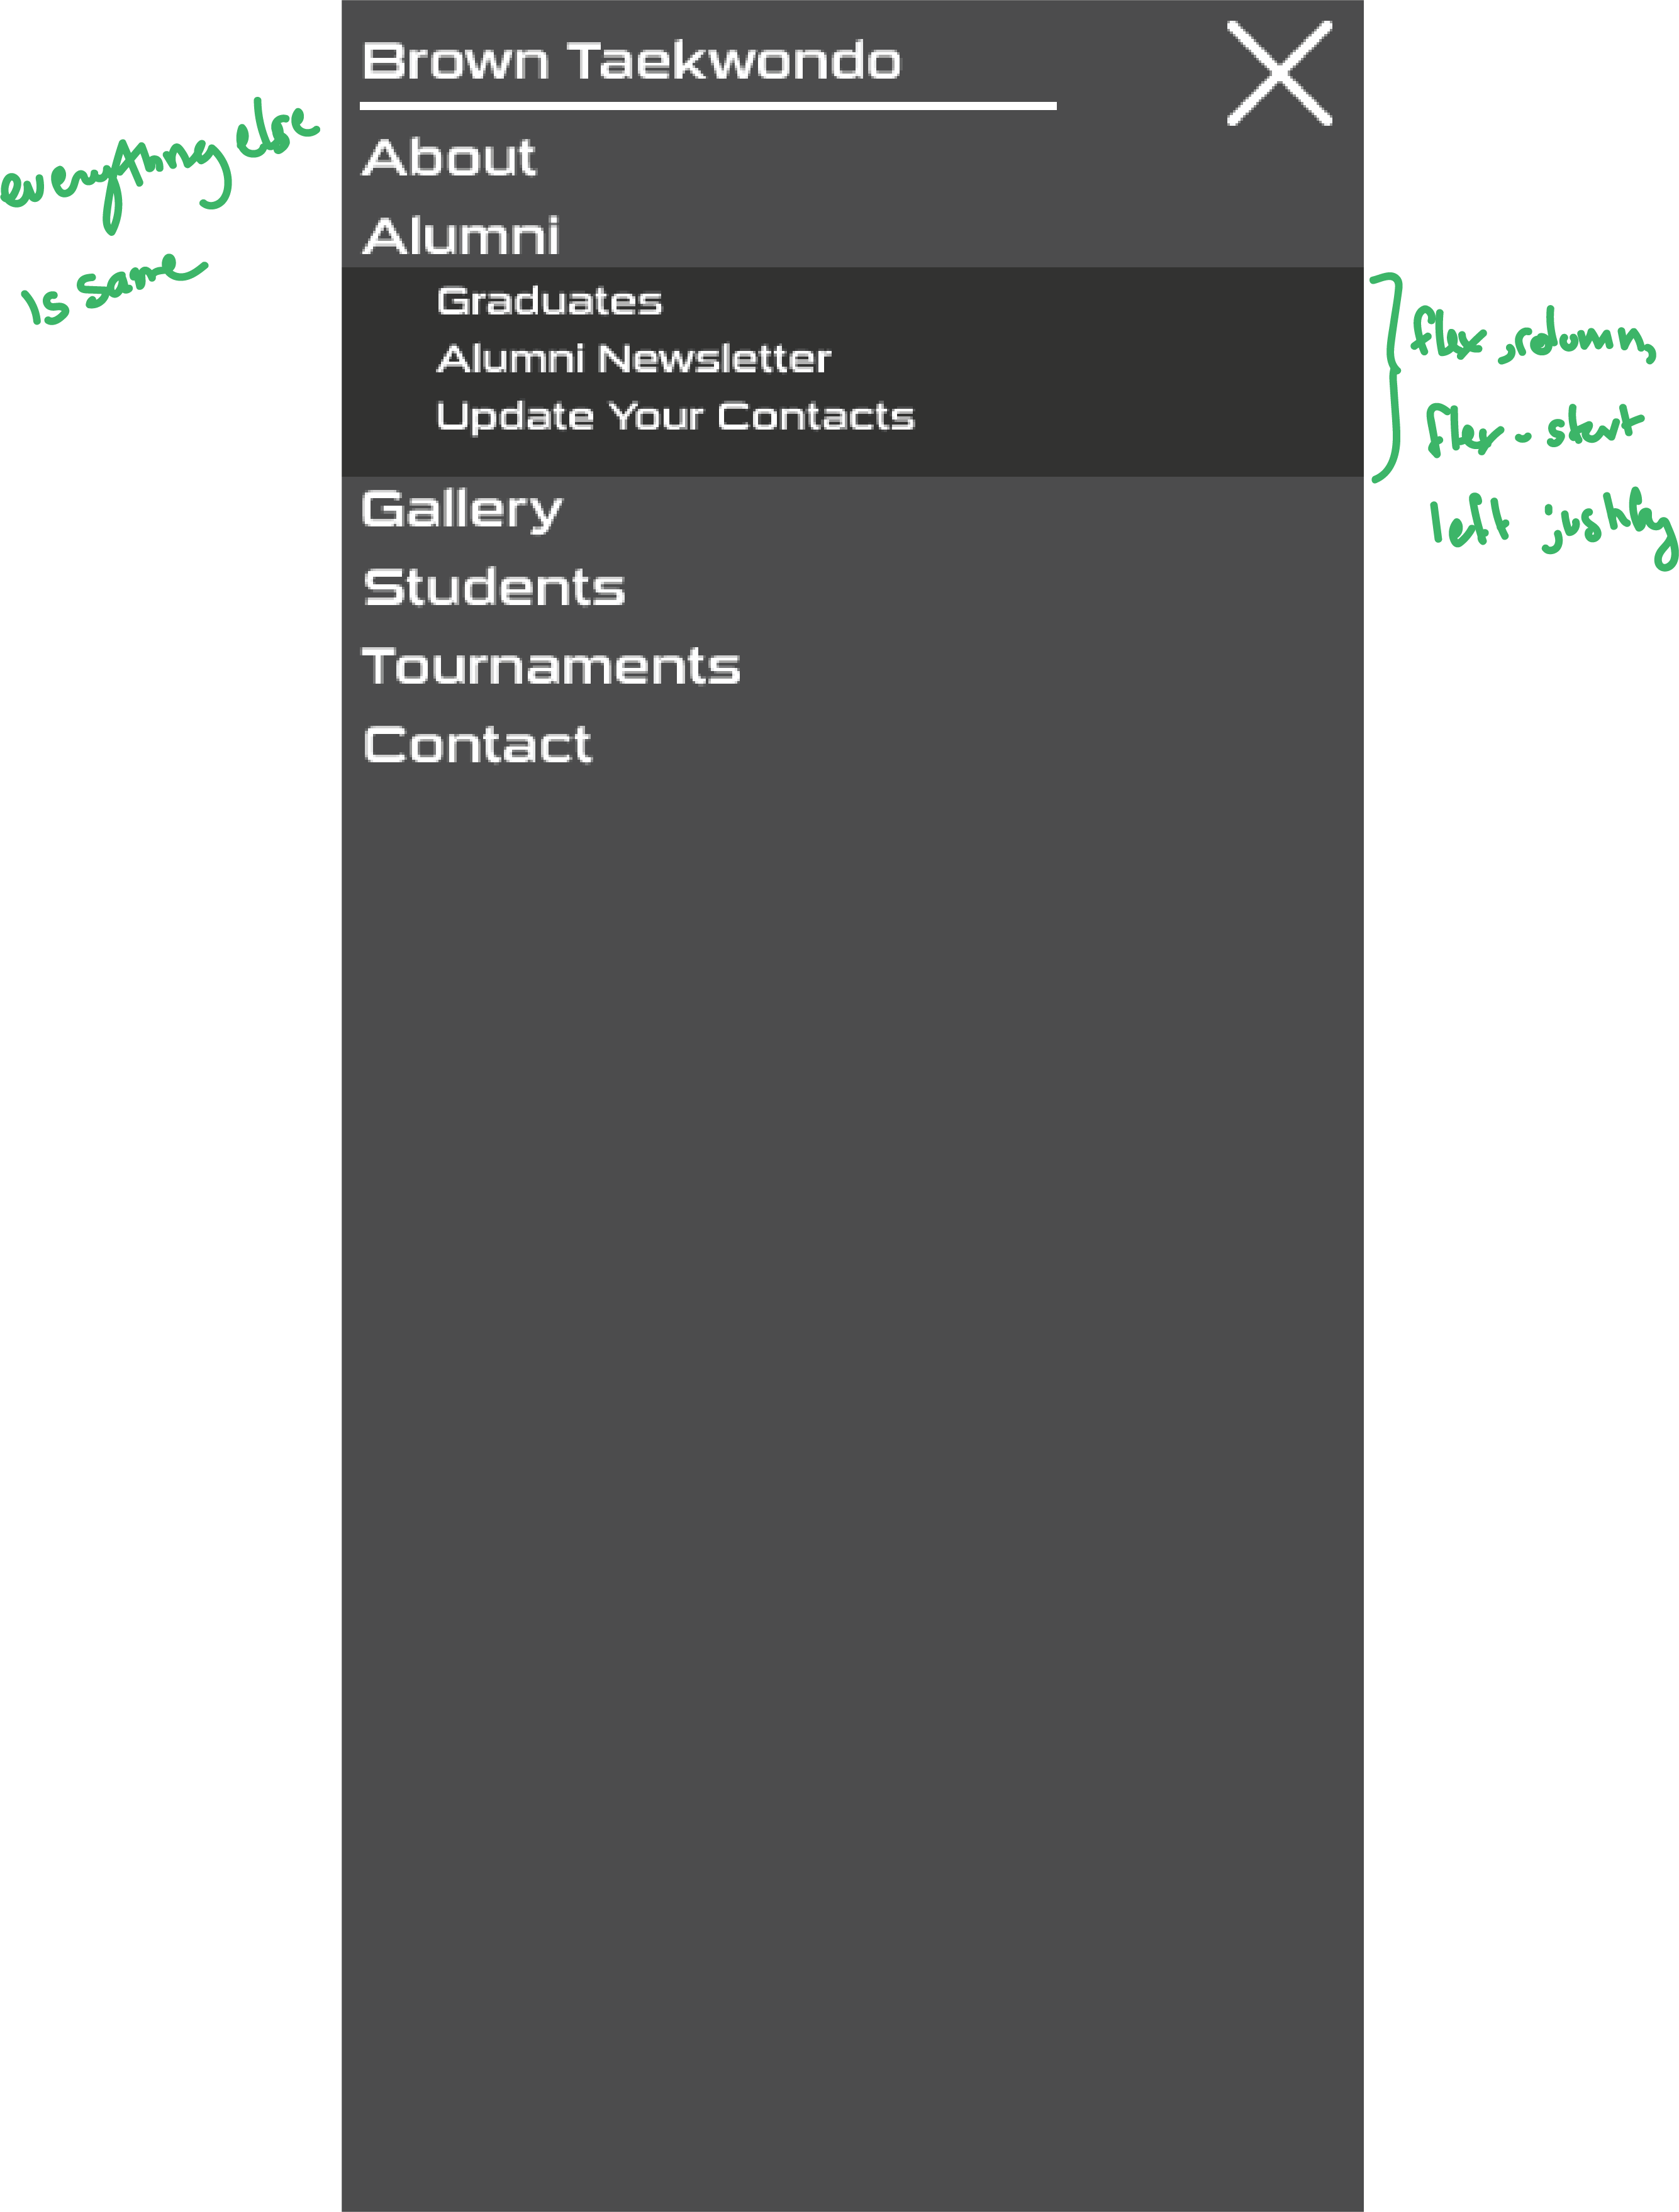 Brown Taekwondo
everything else
is same
About
Alumni
Graduates
Alumni Newsletter
Update Your Contacts
flex, column,
flex-start
left justify
Gallery
Students
Tournaments
Contact